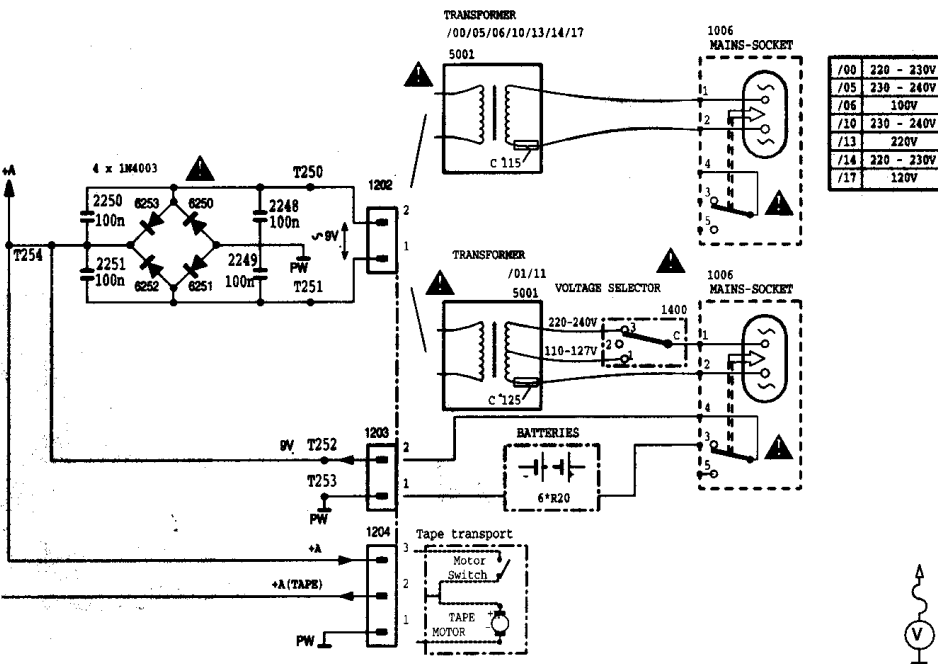 TRANSFORMER
/00/05/06/10/13/14/17
5001
C 115
1006
MAINS-SOCKET
1
2
4
3
5
/00 220 - 230V
/05 230 - 240V
/06 100V
/10 230 - 240V
/13 220V
/14 220 - 230V
/17 120V
+A
4 x 1N4003
T250
1202
2250
100n
6253
6250
2248
100n
2
9V
1
T254
2251
100n
6252
6251
2249
100n
PW
T251
TRANSFORMER
/01/11
5001
VOLTAGE SELECTOR
1400
220-240V
3
2
C
110-127V
1
C 125
1006
MAINS-SOCKET
1
2
4
3
5
1203
9V T252
2
T253
1
PW
BATTERIES
6*R20
1204
+A
3
+A(TAPE)
2
1
PW
Tape transport
Motor
Switch
TAPE
MOTOR
+
-
V